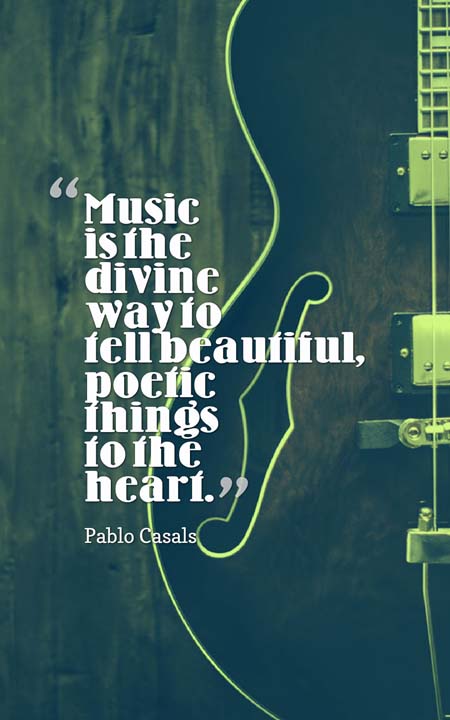 “Music
is the
divine
way to
tell beautiful,
poetic
things
to the
heart.”
Pablo Casals